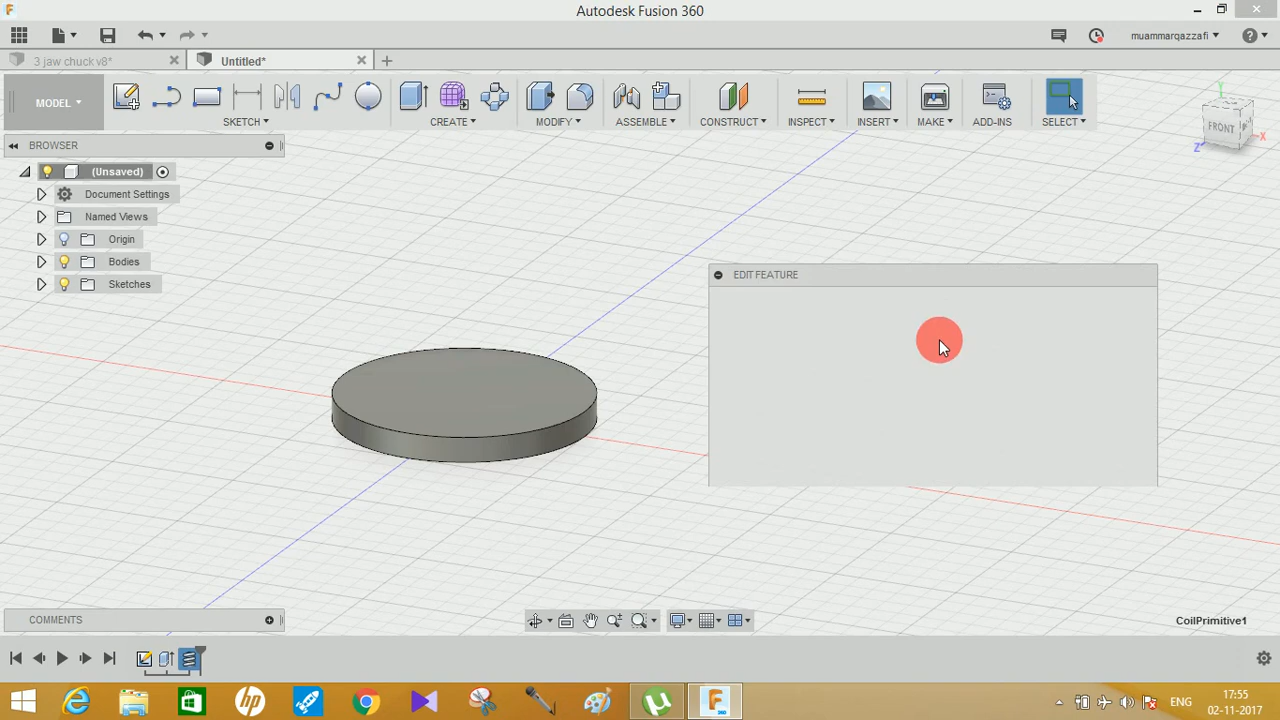 Autodesk Fusion 360
muammarqazzafi
3 jaw chuck v8*
Untitled*
MODEL
SKETCH
CREATE
MODIFY
ASSEMBLE
CONSTRUCT
INSPECT
INSERT
MAKE
ADD-INS
SELECT
BROWSER
(Unsaved)
Document Settings
Named Views
Origin
Bodies
Sketches
Y
FRONT
X
Z
EDIT FEATURE
COMMENTS
CoilPrimitive1
ENG
17:55
02-11-2017